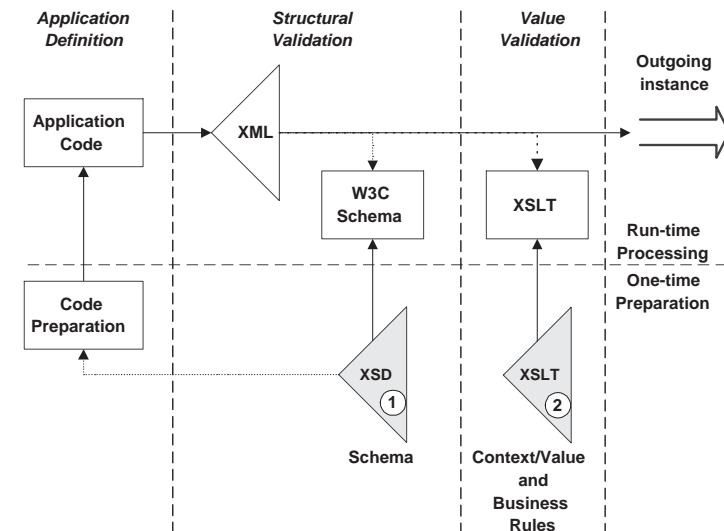 Application
Definition
Structural
Validation
Value
Validation
Outgoing
instance
Application
Code
XML
W3C
Schema
XSLT
Run-time
Processing
One-time
Preparation
Code
Preparation
XSD
1
XSLT
2
Schema
Context/Value
and
Business
Rules